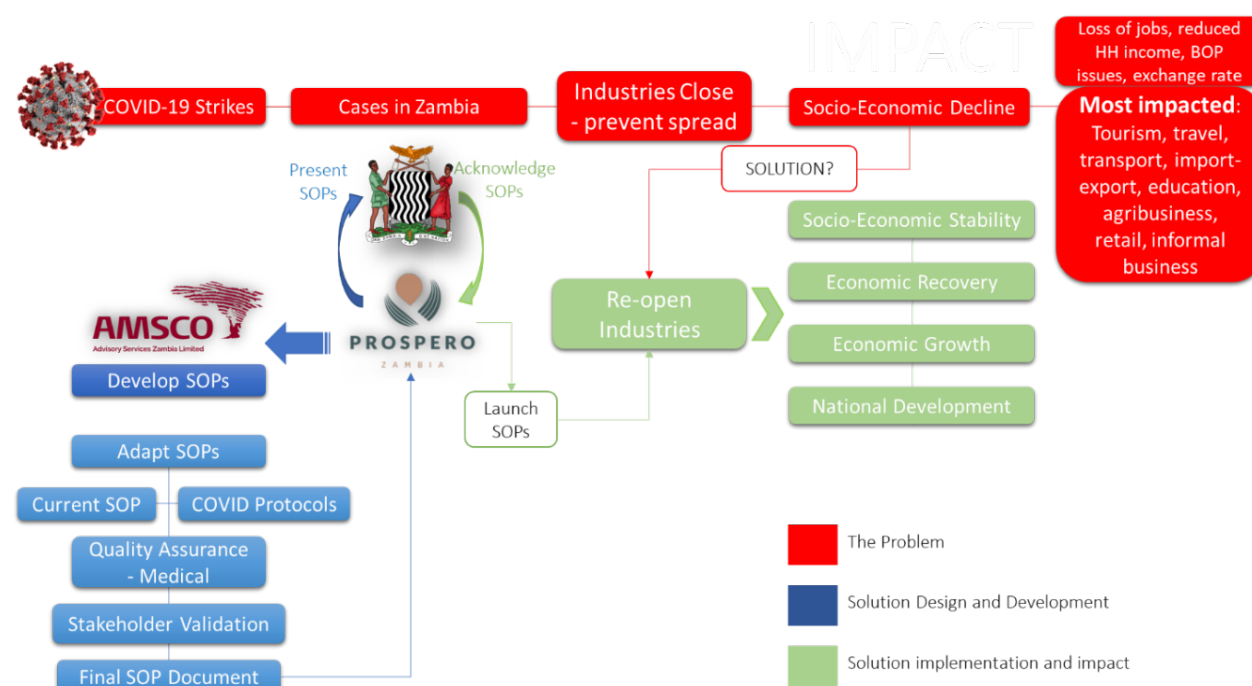 IMPACT
Loss of jobs, reduced
HH income, BOP
issues, exchange rate
COVID-19 Strikes
Cases in Zambia
Industries Close
- prevent spread
Socio-Economic Decline
Most impacted:
Tourism, travel,
transport, import-
export, education,
agribusiness,
retail, informal
business
SOLUTION?
Present
SOPs
Acknowledge
SOPs
Socio-Economic Stability
Economic Recovery
Economic Growth
National Development
Re-open
Industries
AMSCO
Advisory Services Zambia Limited
PROSPERO
ZAMBIA
Develop SOPs
Launch
SOPs
Adapt SOPs
Current SOP
COVID Protocols
Quality Assurance
- Medical
Stakeholder Validation
Final SOP Document
The Problem
Solution Design and Development
Solution implementation and impact